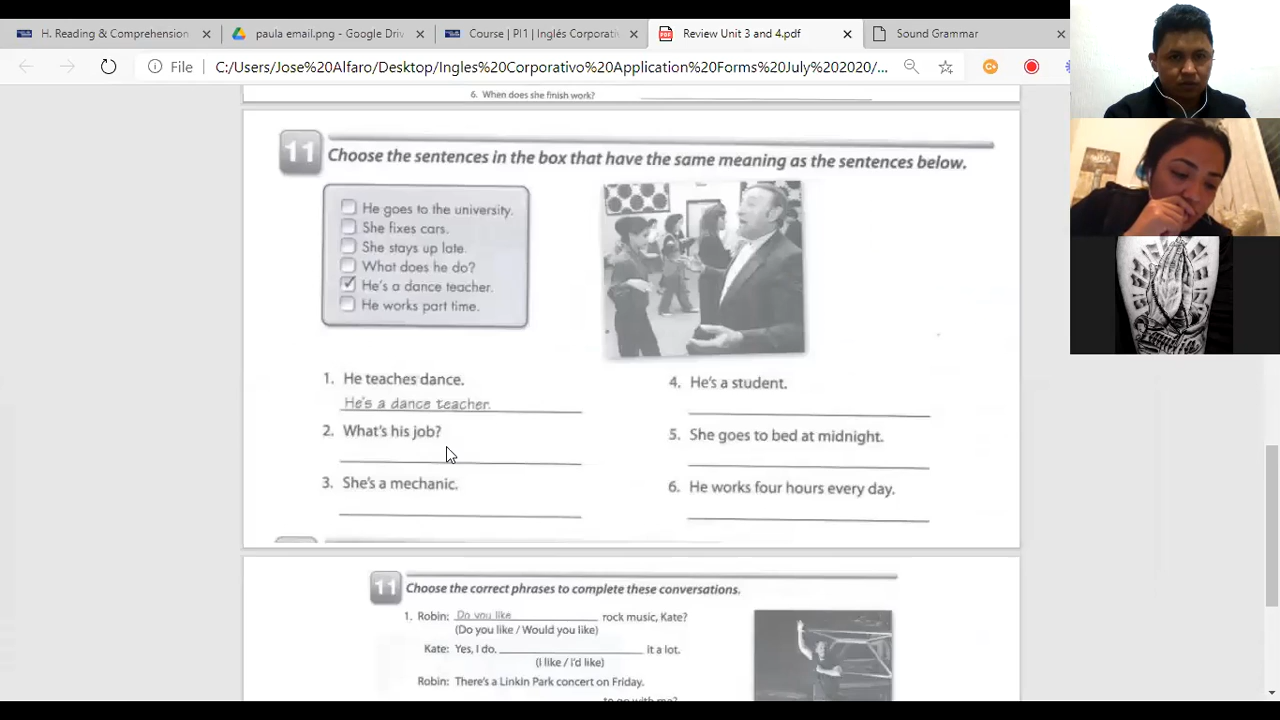 H. Reading & Comprehension
paula email.png - Google Driv
Course | PI1 | Inglés Corporati
Review Unit 3 and 4.pdf
Sound Grammar
File
C:/Users/Jose%20Alfaro/Desktop/Ingles%20Corporativo%20Application%20Forms%20July%202020/...
6. When does she finish work?
11 Choose the sentences in the box that have the same meaning as the sentences below.
He goes to the university.
She fixes cars.
She stays up late.
What does he do?
He's a dance teacher.
He works part time.
1. He teaches dance.
He's a dance teacher.
2. What's his job?
3. She's a mechanic.
4. He's a student.
5. She goes to bed at midnight.
6. He works four hours every day.
11 Choose the correct phrases to complete these conversations.
1. Robin: Do you like rock music, Kate?
(Do you like / Would you like)
Kate: Yes, I do. it a lot.
(I like / I'd like)
Robin: There's a Linkin Park concert on Friday.
to go with me?